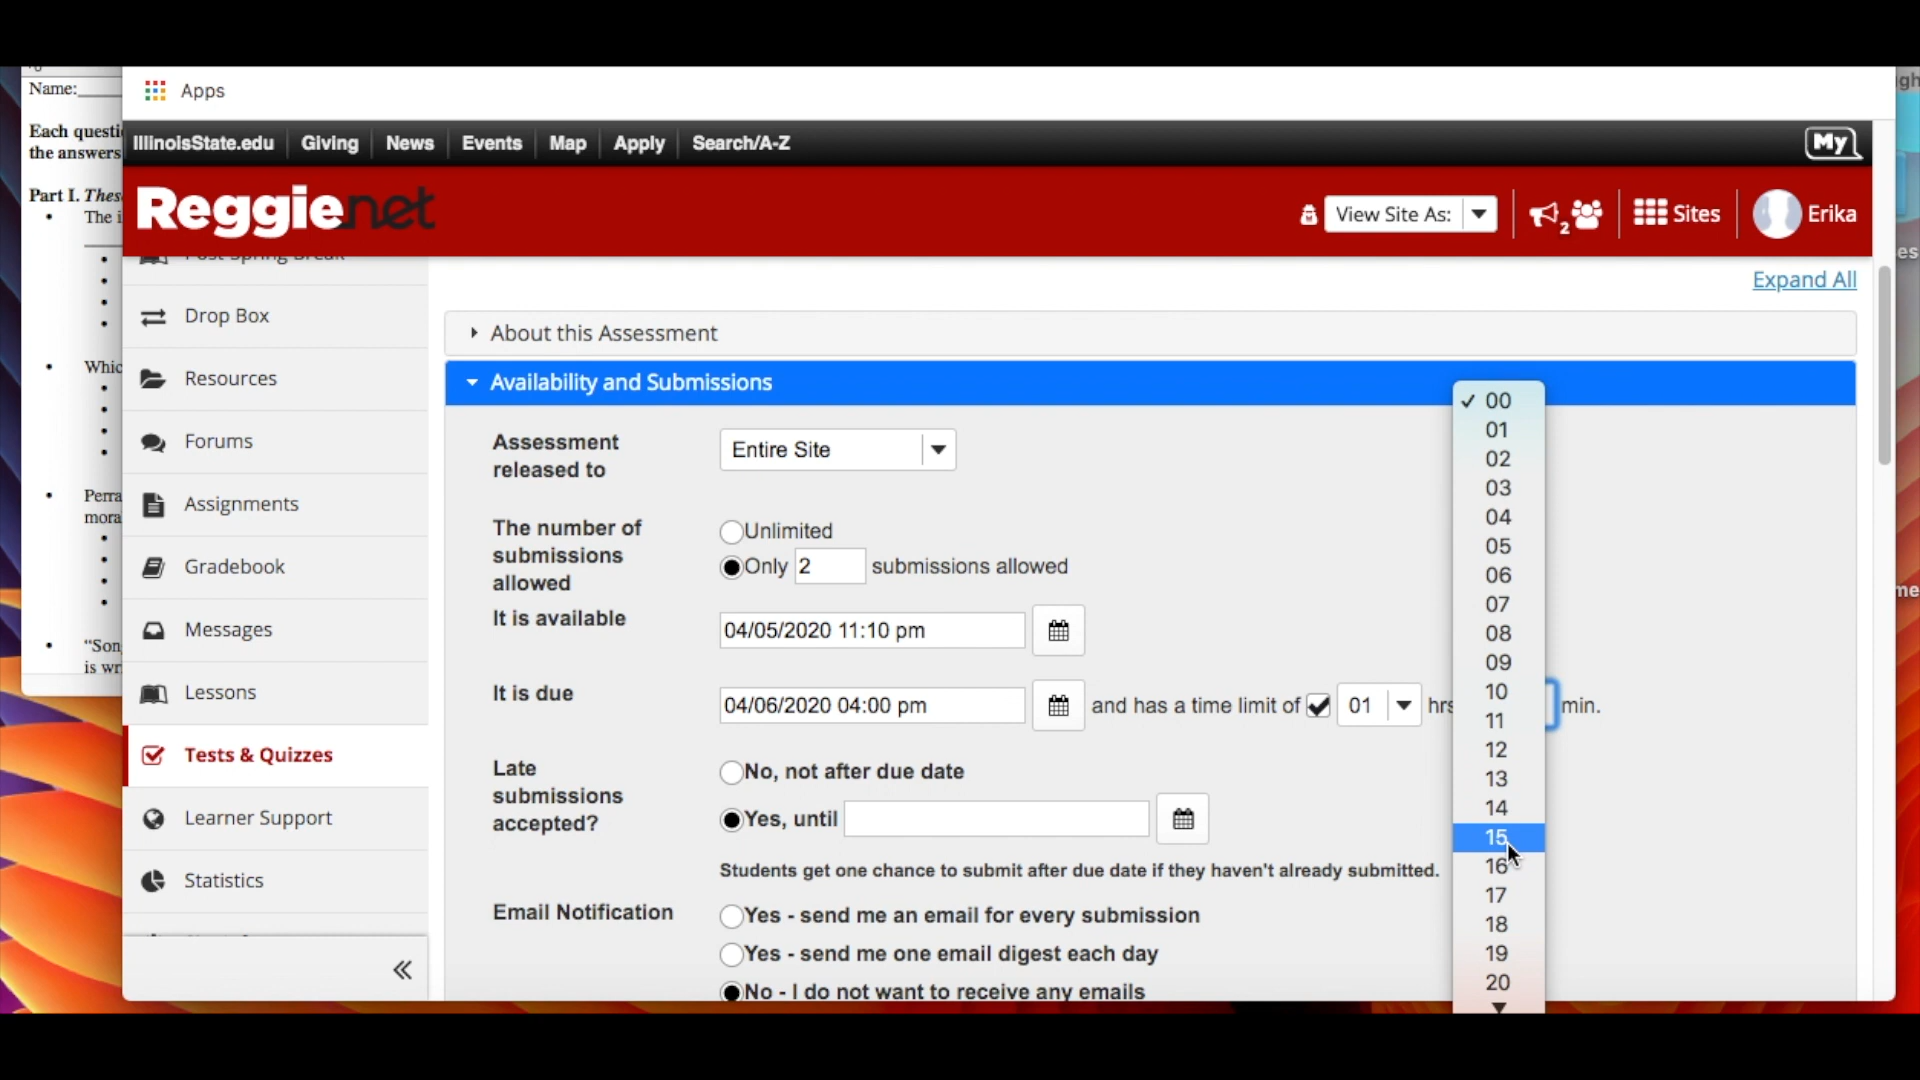 Name:____
Each questi
the answers
Part I. Thes
The i
Whic
Perra
mora
“Son
is wr
Apps
IllinoisState.edu Giving News Events Map Apply Search/A-Z My
Reggienet View Site As: 2 Sites Erika
Drop Box
Resources
Forums
Assignments
Gradebook
Messages
Lessons
Tests & Quizzes
Learner Support
Statistics
Expand All
About this Assessment
Availability and Submissions
Assessment
released to
Entire Site
The number of
submissions
allowed
Unlimited
Only 2 submissions allowed
It is available
04/05/2020 11:10 pm
It is due
04/06/2020 04:00 pm and has a time limit of 01 hrs min.
Late
submissions
accepted?
No, not after due date
Yes, until
Students get one chance to submit after due date if they haven't already submitted.
Email Notification
Yes - send me an email for every submission
Yes - send me one email digest each day
No - I do not want to receive any emails
00
01
02
03
04
05
06
07
08
09
10
11
12
13
14
15
16
17
18
19
20
gh
es
me